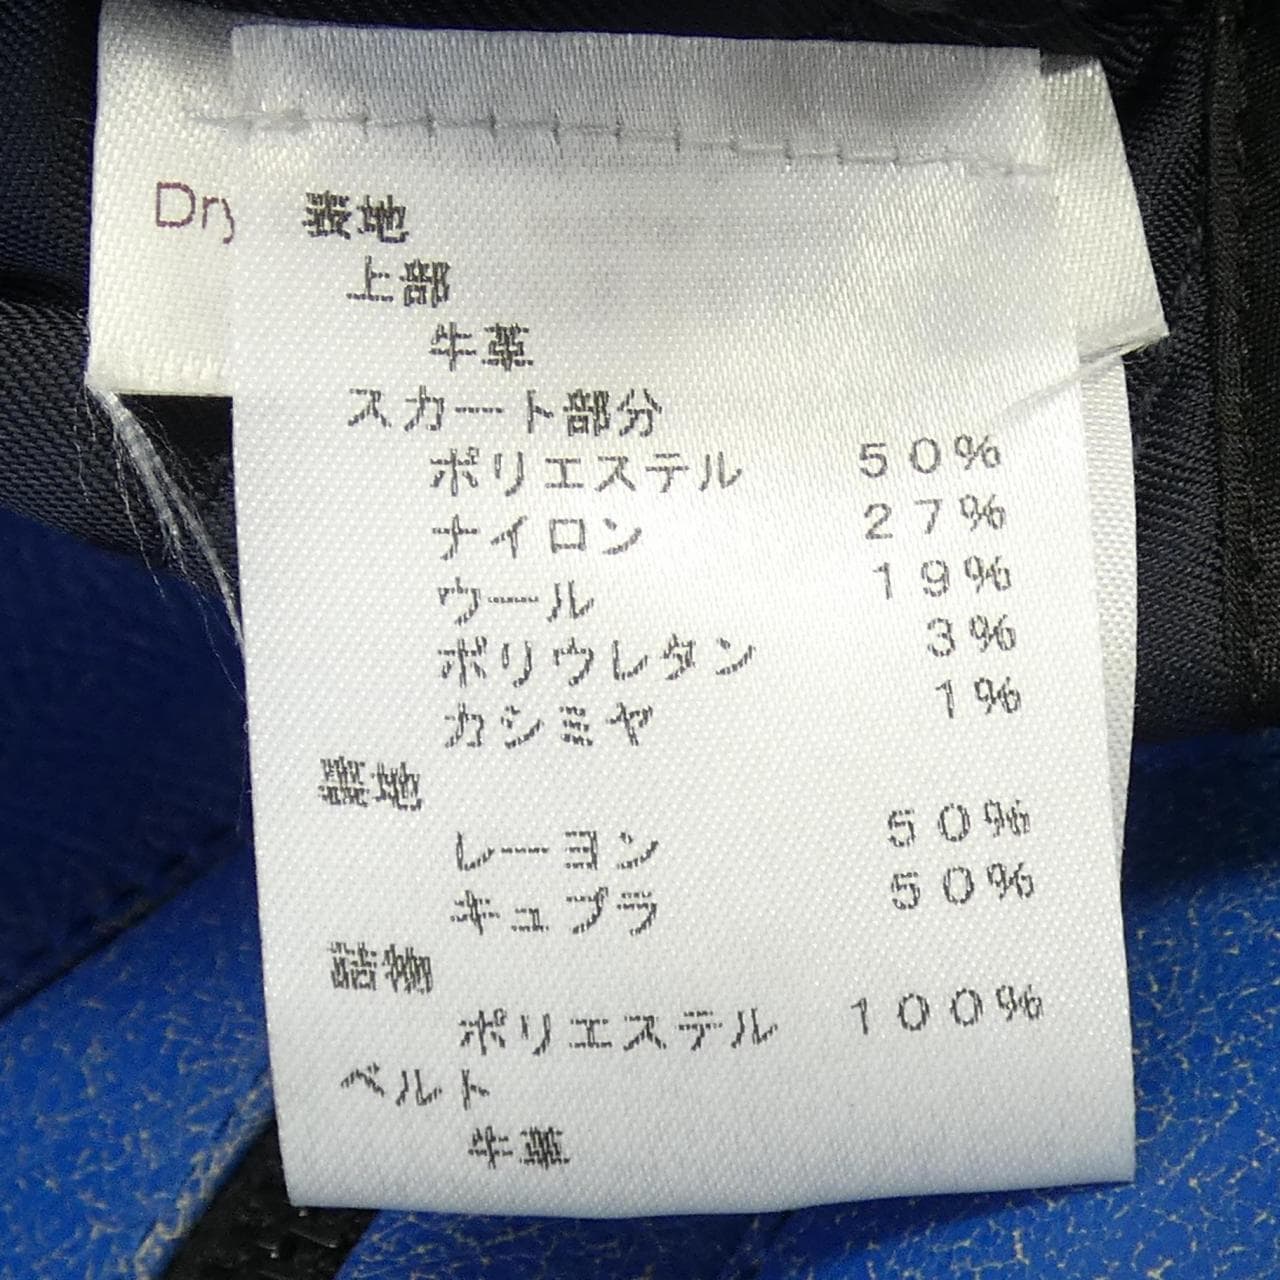 Dry
表地
上部
牛革
スカート部分
ポリエステル 50%
ナイロン 27%
ウール 19%
ポリウレタン 3%
カシミヤ 1%
裏地
レーヨン 50%
キュプラ 50%
詰物
ポリエステル 100%
ベルト
牛革